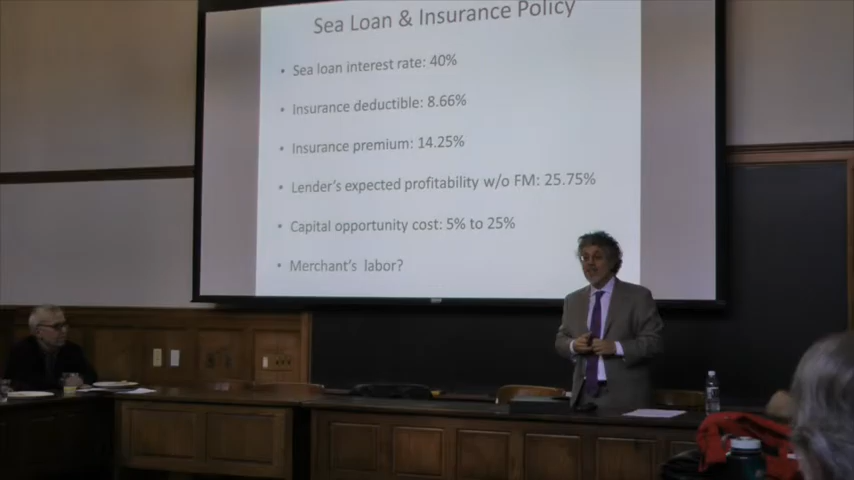 Sea Loan & Insurance Policy
• Sea loan interest rate: 40%
• Insurance deductible: 8.66%
• Insurance premium: 14.25%
• Lender's expected profitability w/o FM: 25.75%
• Capital opportunity cost: 5% to 25%
• Merchant's labor?